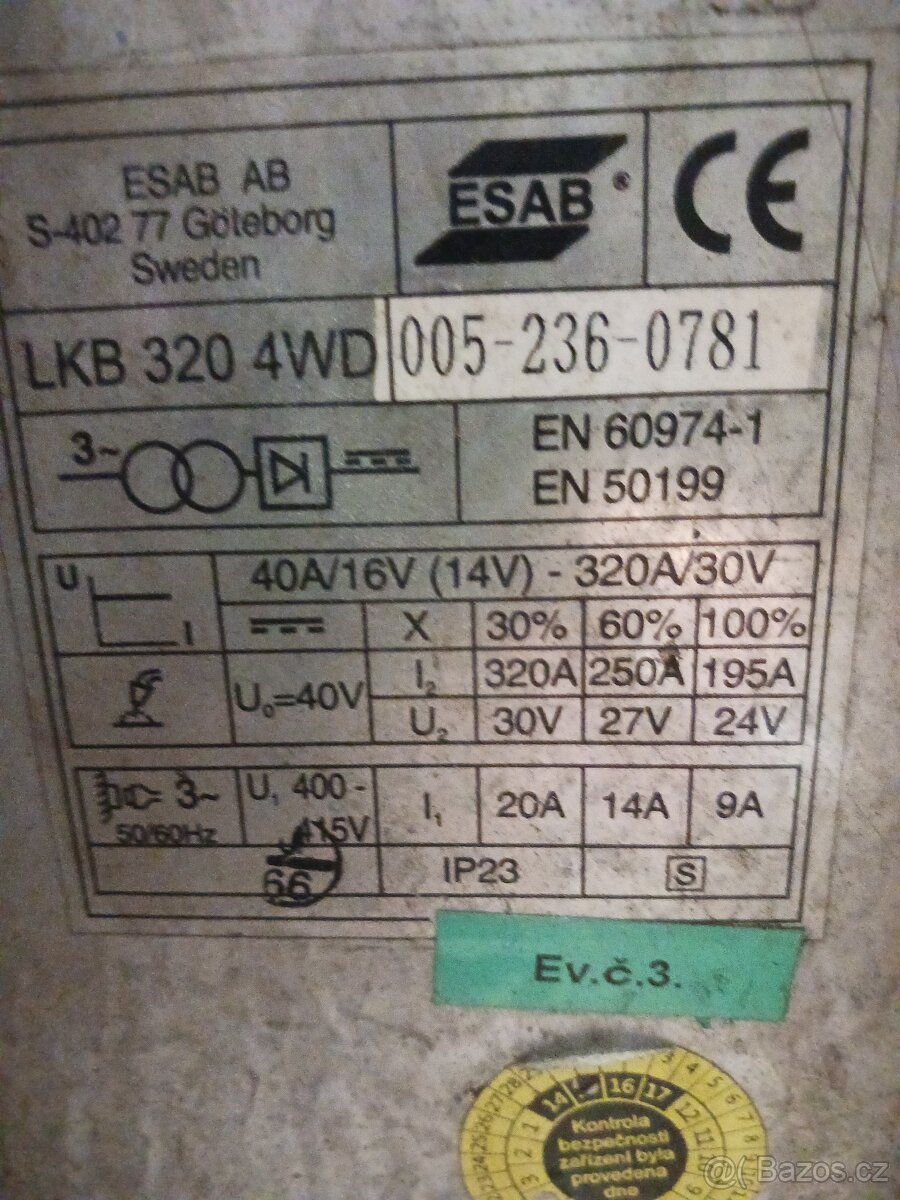 ESAB AB
S-402 77 Göteborg
Sweden
ESAB®
CE
LKB 320 4WD
005-236-0781
3~
EN 60974-1
EN 50199
U
I
40A/16V (14V) - 320A/30V
X 30% 60% 100%
U₀=40V
I₂ 320A 250A 195A
U₂ 30V 27V 24V
3~
50/60Hz
U₁ 400-
415V
I₁ 20A 14A 9A
66
IP23
S
Ev.č.3.
14 16 17
Kontrola
bezpečnosti
zařízení byla
provedena
dne
Bazos.cz